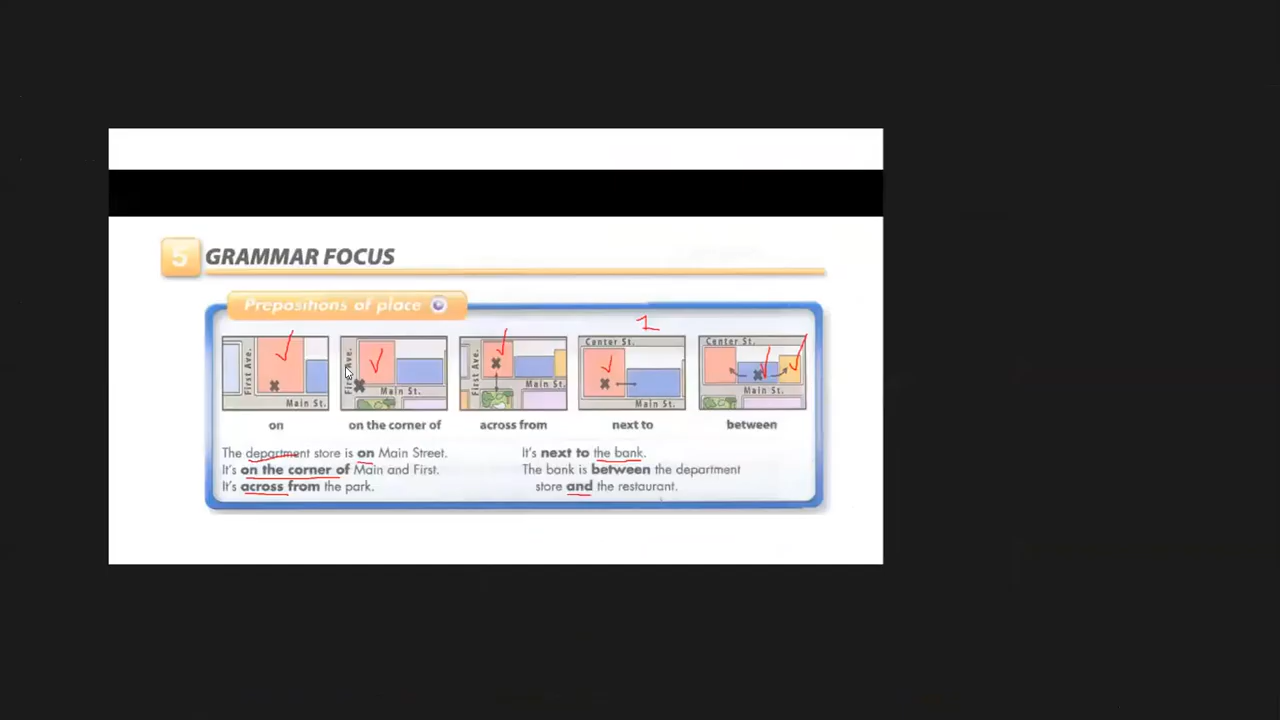 5 GRAMMAR FOCUS
Prepositions of place
1
First Ave.
Main St.
First Ave.
Main St.
First Ave.
Main St.
Center St.
Main St.
Center St.
Main St.
on
on the corner of
across from
next to
between
The department store is on Main Street.
It's on the corner of Main and First.
It's across from the park.
It's next to the bank.
The bank is between the department
store and the restaurant.